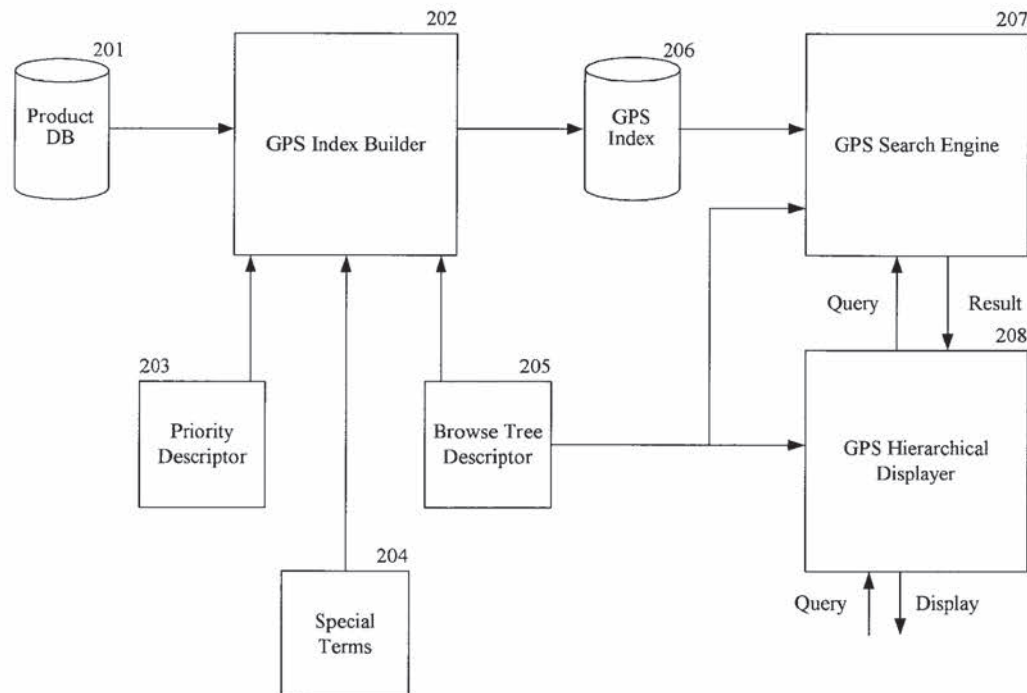 201
Product
DB
202
GPS Index Builder
206
GPS
Index
207
GPS Search Engine
Query
Result
203
Priority
Descriptor
205
Browse Tree
Descriptor
208
GPS Hierarchical
Displayer
204
Special
Terms
Query
Display